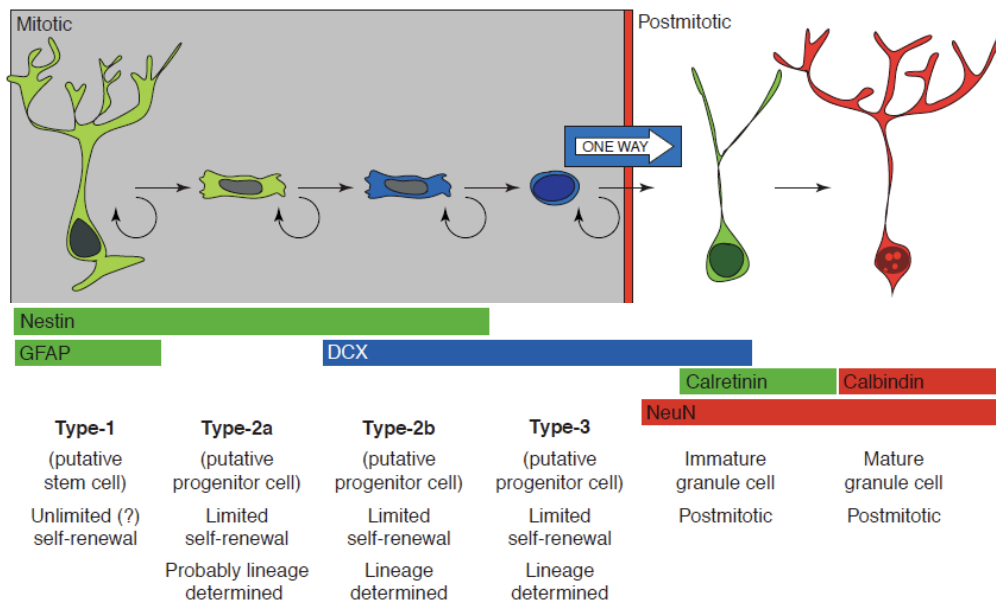 Mitotic
Postmitotic
ONE WAY
Nestin
GFAP
DCX
Calretinin
Calbindin
NeuN
Type-1
(putative
stem cell)
Unlimited (?)
self-renewal
Type-2a
(putative
progenitor cell)
Limited
self-renewal
Probably lineage
determined
Type-2b
(putative
progenitor cell)
Limited
self-renewal
Lineage
determined
Type-3
(putative
progenitor cell)
Limited
self-renewal
Lineage
determined
Immature
granule cell
Postmitotic
Mature
granule cell
Postmitotic